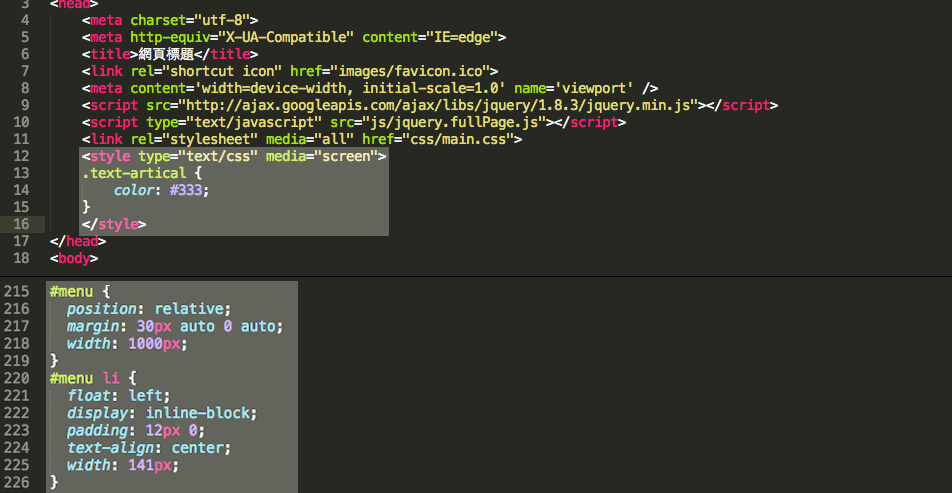 3 <head>
4 <meta charset="utf-8">
5 <meta http-equiv="X-UA-Compatible" content="IE=edge">
6 <title>網頁標題</title>
7 <link rel="shortcut icon" href="images/favicon.ico">
8 <meta content='width=device-width, initial-scale=1.0' name='viewport' />
9 <script src="http://ajax.googleapis.com/ajax/libs/jquery/1.8.3/jquery.min.js"></script>
10 <script type="text/javascript" src="js/jquery.fullPage.js"></script>
11 <link rel="stylesheet" media="all" href="css/main.css">
12 <style type="text/css" media="screen">
13 .text-artical {
14 color: #333;
15 }
16 </style>
17 </head>
18 <body>
215 #menu {
216 position: relative;
217 margin: 30px auto 0 auto;
218 width: 1000px;
219 }
220 #menu li {
221 float: left;
222 display: inline-block;
223 padding: 12px 0;
224 text-align: center;
225 width: 141px;
226 }